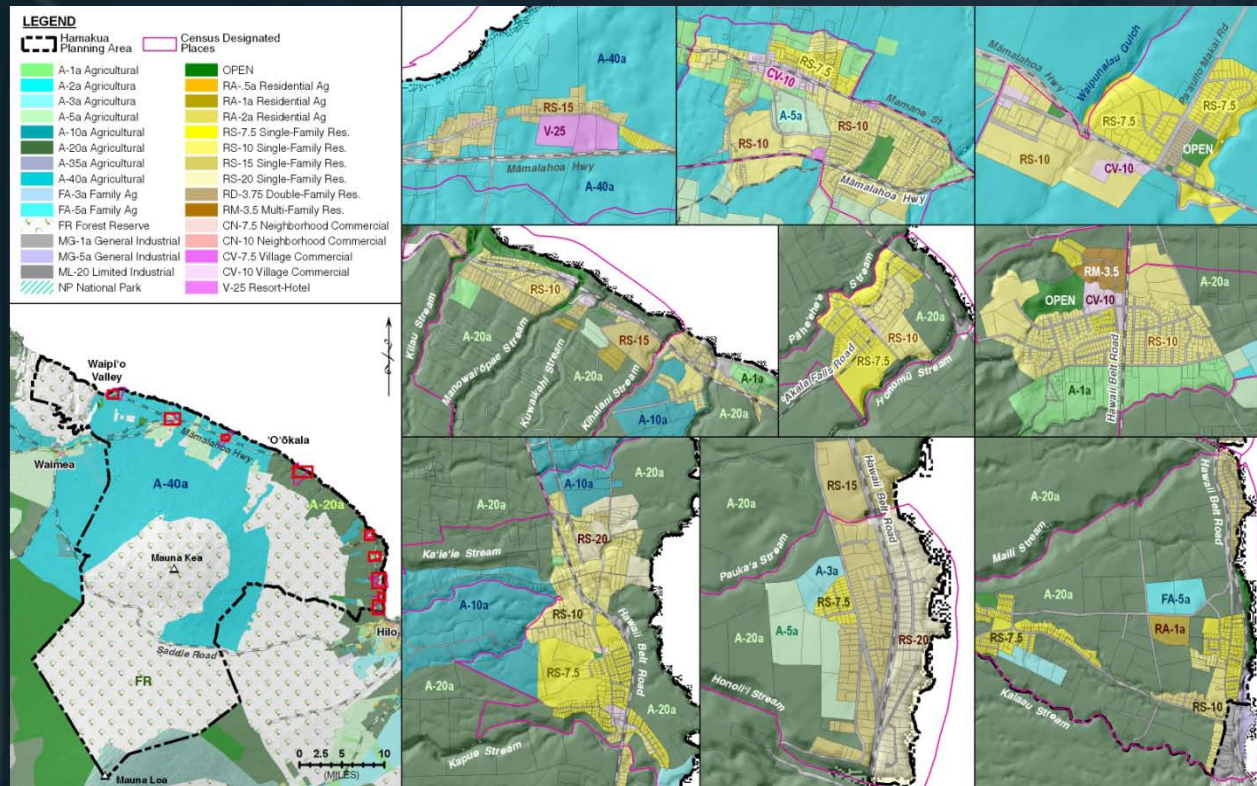 LEGEND
Hamakua Planning Area
Census Designated Places
A-1a Agricultural
A-2a Agricultura
A-3a Agricultura
A-5a Agricultural
A-10a Agricultural
A-20a Agricultural
A-35a Agricultural
A-40a Agricultural
FA-3a Family Ag
FA-5a Family Ag
FR Forest Reserve
MG-1a General Industrial
MG-5a General Industrial
ML-20 Limited Industrial
NP National Park
OPEN
RA-.5a Residential Ag
RA-1a Residential Ag
RA-2a Residential Ag
RS-7.5 Single-Family Res.
RS-10 Single-Family Res.
RS-15 Single-Family Res.
RS-20 Single-Family Res.
RD-3.75 Double-Family Res.
RM-3.5 Multi-Family Res.
CN-7.5 Neighborhood Commercial
CN-10 Neighborhood Commercial
CV-7.5 Village Commercial
CV-10 Village Commercial
V-25 Resort-Hotel
A-40a
RS-15
V-25
Māmalahoa Hwy
A-40a
RS-7.5
CV-10
A-5a
RS-10
Mamane St
RS-10
Māmalahoa Hwy
Māmalahoa Hwy
Waipunalau Gulch
Pa'auilo-Makai Rd
RS-7.5
RS-7.5
RS-10
OPEN
CV-10
Kilau Stream
RS-10
A-20a
Manowai'ōpae Stream
Kuwaikahi Stream
RS-15
A-20a
Kihalani Stream
A-1a
A-10a
A-20a
Pāhe'ehe'e Stream
A-20a
RS-10
'Akala Falls Road
RS-7.5
Honomū Stream
RM-3.5
A-20a
OPEN
CV-10
RS-10
Hawaii Belt Road
A-1a
Waipi'o Valley
'O'ōkala
Māmalahoa Hwy
Waimea
A-40a
A-20a
Mauna Kea
Hilo
Saddle Road
FR
0 2.5 5 10
(MILES)
Mauna Loa
A-10a
A-20a
A-20a
RS-20
Ka'ie'ie Stream
A-10a
RS-10
Hawaii Belt Road
RS-7.5
A-20a
A-20a
Kapue Stream
RS-15
Hawaii Belt Road
A-20a
Pauka'a Stream
A-3a
RS-7.5
A-20a
A-5a
RS-20
Honoli'i Stream
A-20a
Hawaii Belt Road
Maili Stream
A-20a
FA-5a
RA-1a
RS-7.5
RS-10
Kalaau Stream